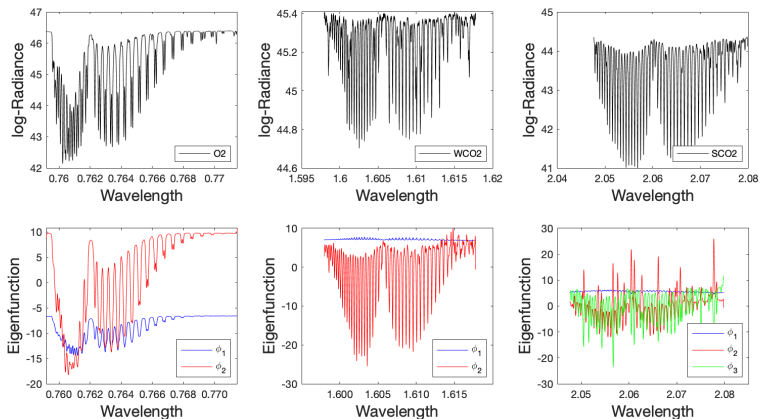 47
46
45
44
43
42
log-Radiance
0.76 0.762 0.764 0.766 0.768 0.77
Wavelength
O2
45.4
45.2
45
44.8
44.6
log-Radiance
1.595 1.6 1.605 1.61 1.615 1.62
Wavelength
WCO2
45
44
43
42
41
log-Radiance
2.04 2.05 2.06 2.07 2.08
Wavelength
SCO2
10
5
0
-5
-10
-15
-20
Eigenfunction
0.760 0.762 0.764 0.766 0.768 0.770
Wavelength
ϕ1
ϕ2
10
0
-10
-20
-30
Eigenfunction
1.600 1.605 1.610 1.615
Wavelength
ϕ1
ϕ2
30
20
10
0
-10
-20
-30
Eigenfunction
2.05 2.06 2.07 2.08
Wavelength
ϕ1
ϕ2
ϕ3